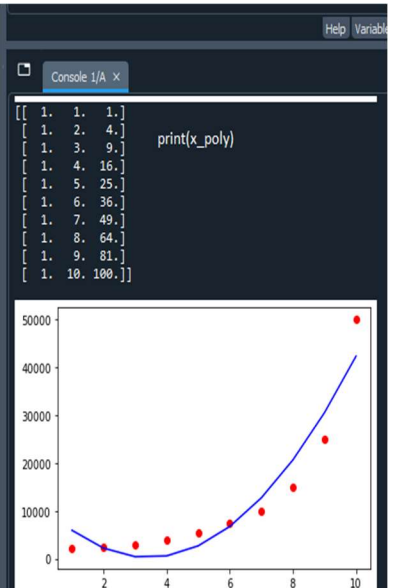 Help Variable
Console 1/A ×
[[ 1. 1. 1.]
[ 1. 2. 4.]
print(x_poly)
[ 1. 3. 9.]
[ 1. 4. 16.]
[ 1. 5. 25.]
[ 1. 6. 36.]
[ 1. 7. 49.]
[ 1. 8. 64.]
[ 1. 9. 81.]
[ 1. 10. 100.]]
50000
40000
30000
20000
10000
0
2 4 6 8 10